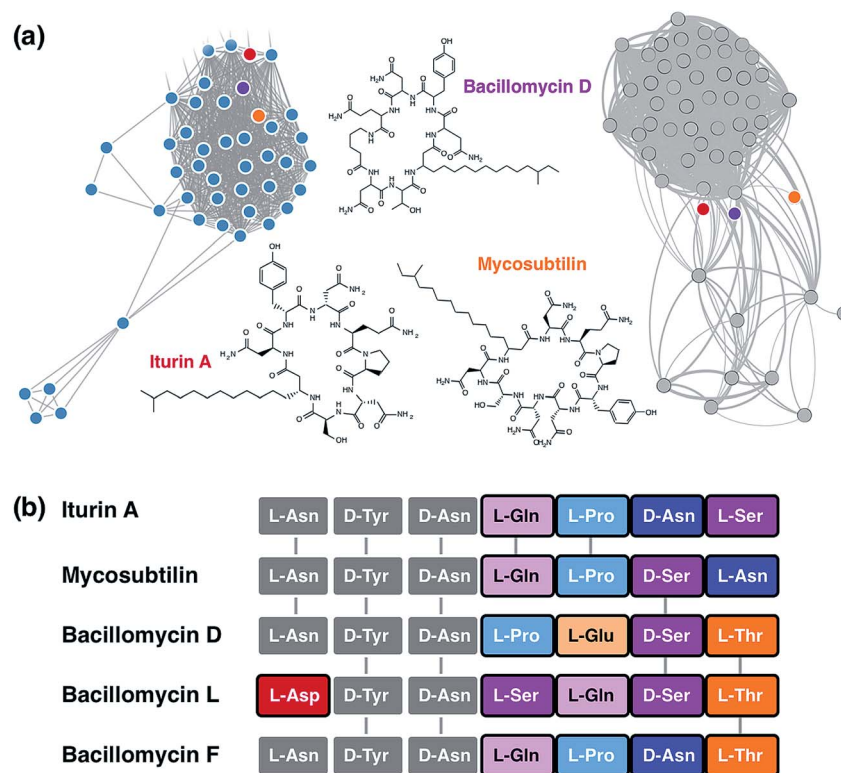 (a)
Bacillomycin D
Mycosubtilin
Iturin A
(b)
Iturin A L-Asn D-Tyr D-Asn L-Gln L-Pro D-Asn L-Ser
Mycosubtilin L-Asn D-Tyr D-Asn L-Gln L-Pro D-Ser L-Asn
Bacillomycin D L-Asn D-Tyr D-Asn L-Pro L-Glu D-Ser L-Thr
Bacillomycin L L-Asp D-Tyr D-Asn L-Ser L-Gln D-Ser L-Thr
Bacillomycin F L-Asn D-Tyr D-Asn L-Gln L-Pro D-Asn L-Thr